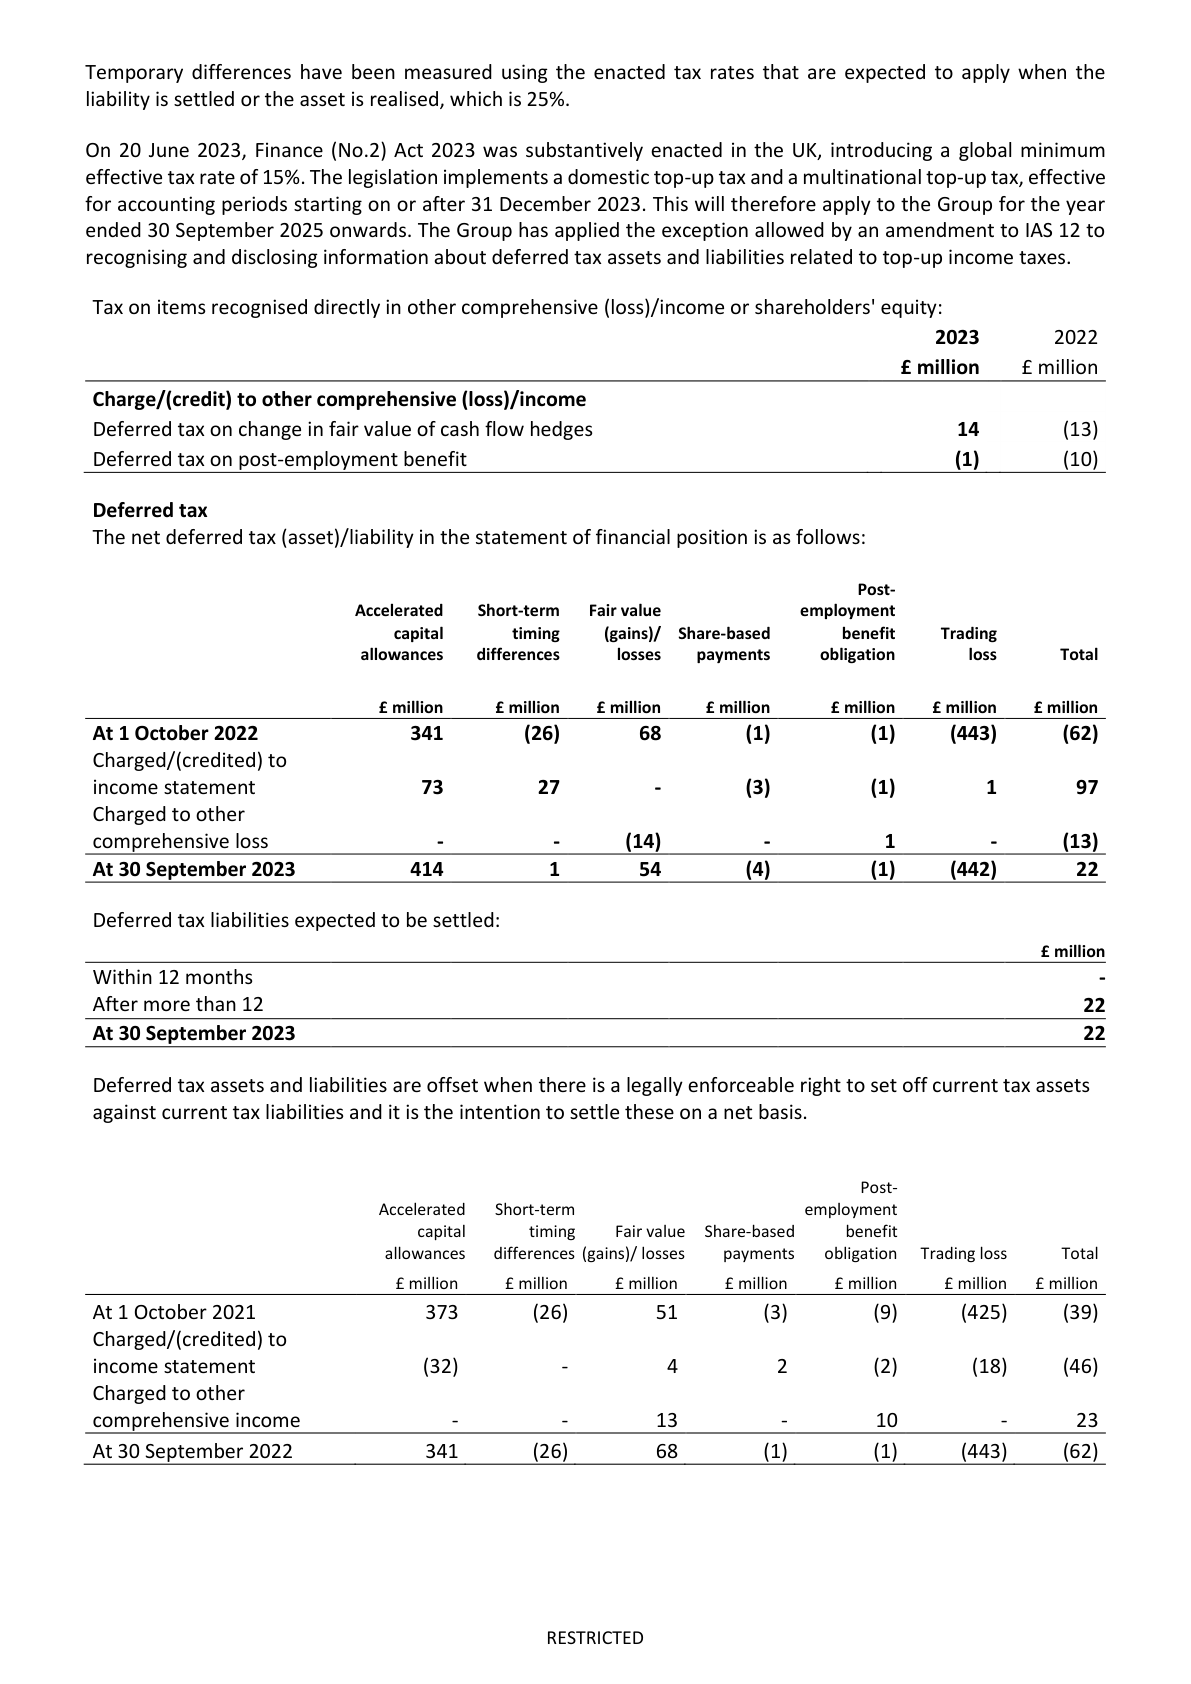 Temporary differences have been measured using the enacted tax rates that are expected to apply when the
liability is settled or the asset is realised, which is 25%.
On 20 June 2023, Finance (No.2) Act 2023 was substantively enacted in the UK, introducing a global minimum
effective tax rate of 15%. The legislation implements a domestic top-up tax and a multinational top-up tax, effective
for accounting periods starting on or after 31 December 2023. This will therefore apply to the Group for the year
ended 30 September 2025 onwards. The Group has applied the exception allowed by an amendment to IAS 12 to
recognising and disclosing information about deferred tax assets and liabilities related to top-up income taxes.
Tax on items recognised directly in other comprehensive (loss)/income or shareholders' equity:
2023 2022
£ million £ million
Charge/(credit) to other comprehensive (loss)/income
Deferred tax on change in fair value of cash flow hedges 14 (13)
Deferred tax on post-employment benefit (1) (10)
Deferred tax
The net deferred tax (asset)/liability in the statement of financial position is as follows:
Post-
Accelerated Short-term Fair value employment
capital timing (gains)/ Share-based benefit Trading
allowances differences losses payments obligation loss Total
£ million £ million £ million £ million £ million £ million £ million
At 1 October 2022 341 (26) 68 (1) (1) (443) (62)
Charged/(credited) to
income statement 73 27 - (3) (1) 1 97
Charged to other
comprehensive loss - - (14) - 1 - (13)
At 30 September 2023 414 1 54 (4) (1) (442) 22
Deferred tax liabilities expected to be settled:
£ million
Within 12 months -
After more than 12 22
At 30 September 2023 22
Deferred tax assets and liabilities are offset when there is a legally enforceable right to set off current tax assets
against current tax liabilities and it is the intention to settle these on a net basis.
Post-
Accelerated Short-term employment
capital timing Fair value Share-based benefit
allowances differences (gains)/ losses payments obligation Trading loss Total
£ million £ million £ million £ million £ million £ million £ million
At 1 October 2021 373 (26) 51 (3) (9) (425) (39)
Charged/(credited) to
income statement (32) - 4 2 (2) (18) (46)
Charged to other
comprehensive income - - 13 - 10 - 23
At 30 September 2022 341 (26) 68 (1) (1) (443) (62)
RESTRICTED